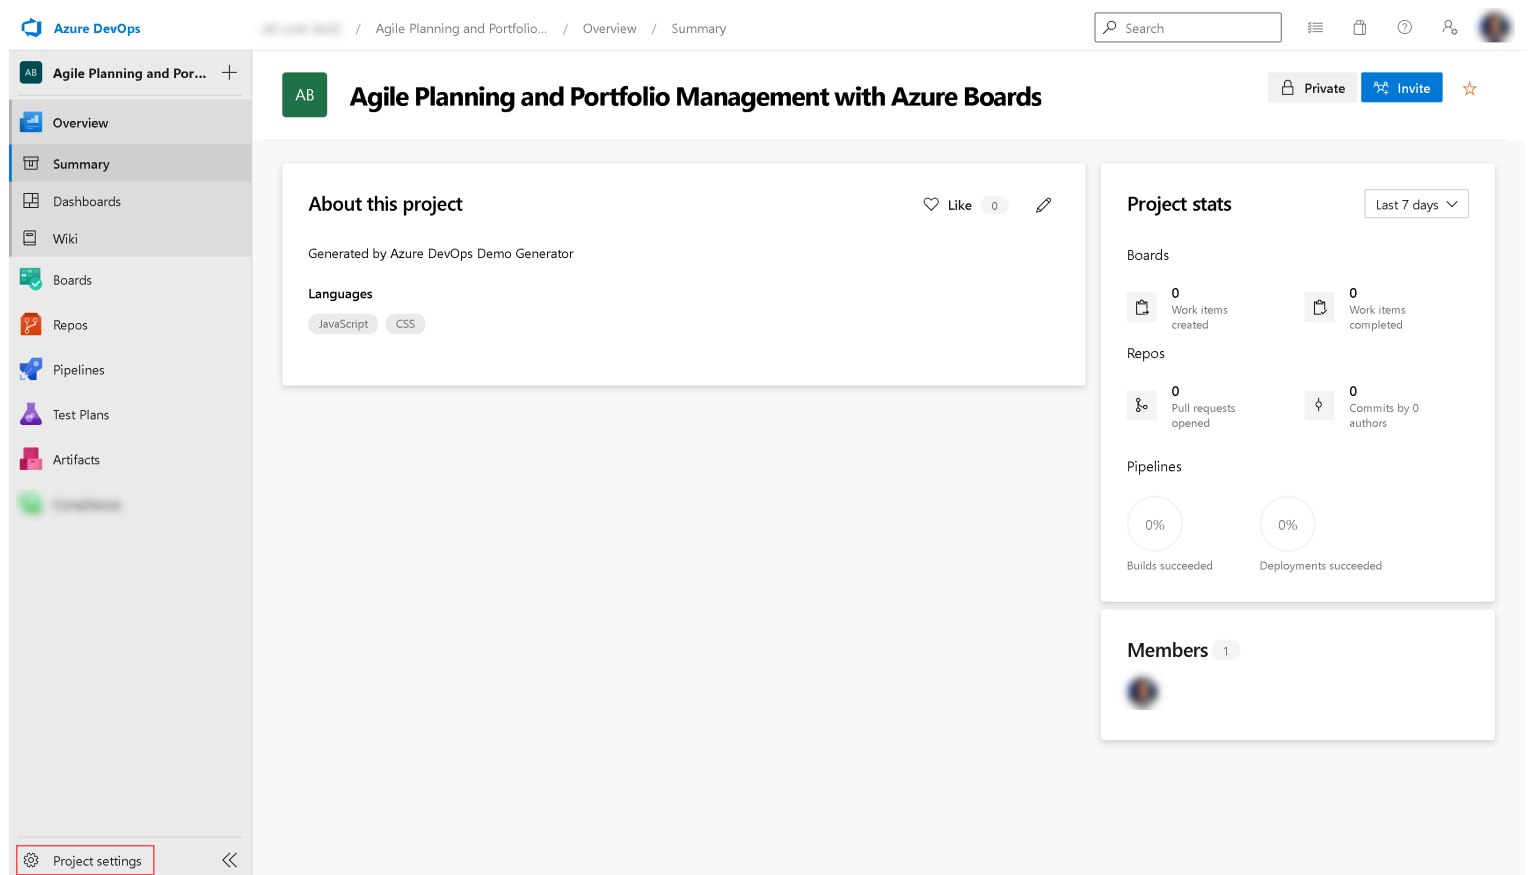 Azure DevOps
/ Agile Planning and Portfolio... / Overview / Summary
Search
AB Agile Planning and Por...
Overview
Summary
Dashboards
Wiki
Boards
Repos
Pipelines
Test Plans
Artifacts
Project settings
AB Agile Planning and Portfolio Management with Azure Boards
Private
Invite
About this project
Like 0
Generated by Azure DevOps Demo Generator
Languages
JavaScript CSS
Project stats
Last 7 days
Boards
0
Work items
created
0
Work items
completed
Repos
0
Pull requests
opened
0
Commits by 0
authors
Pipelines
0%
Builds succeeded
0%
Deployments succeeded
Members 1